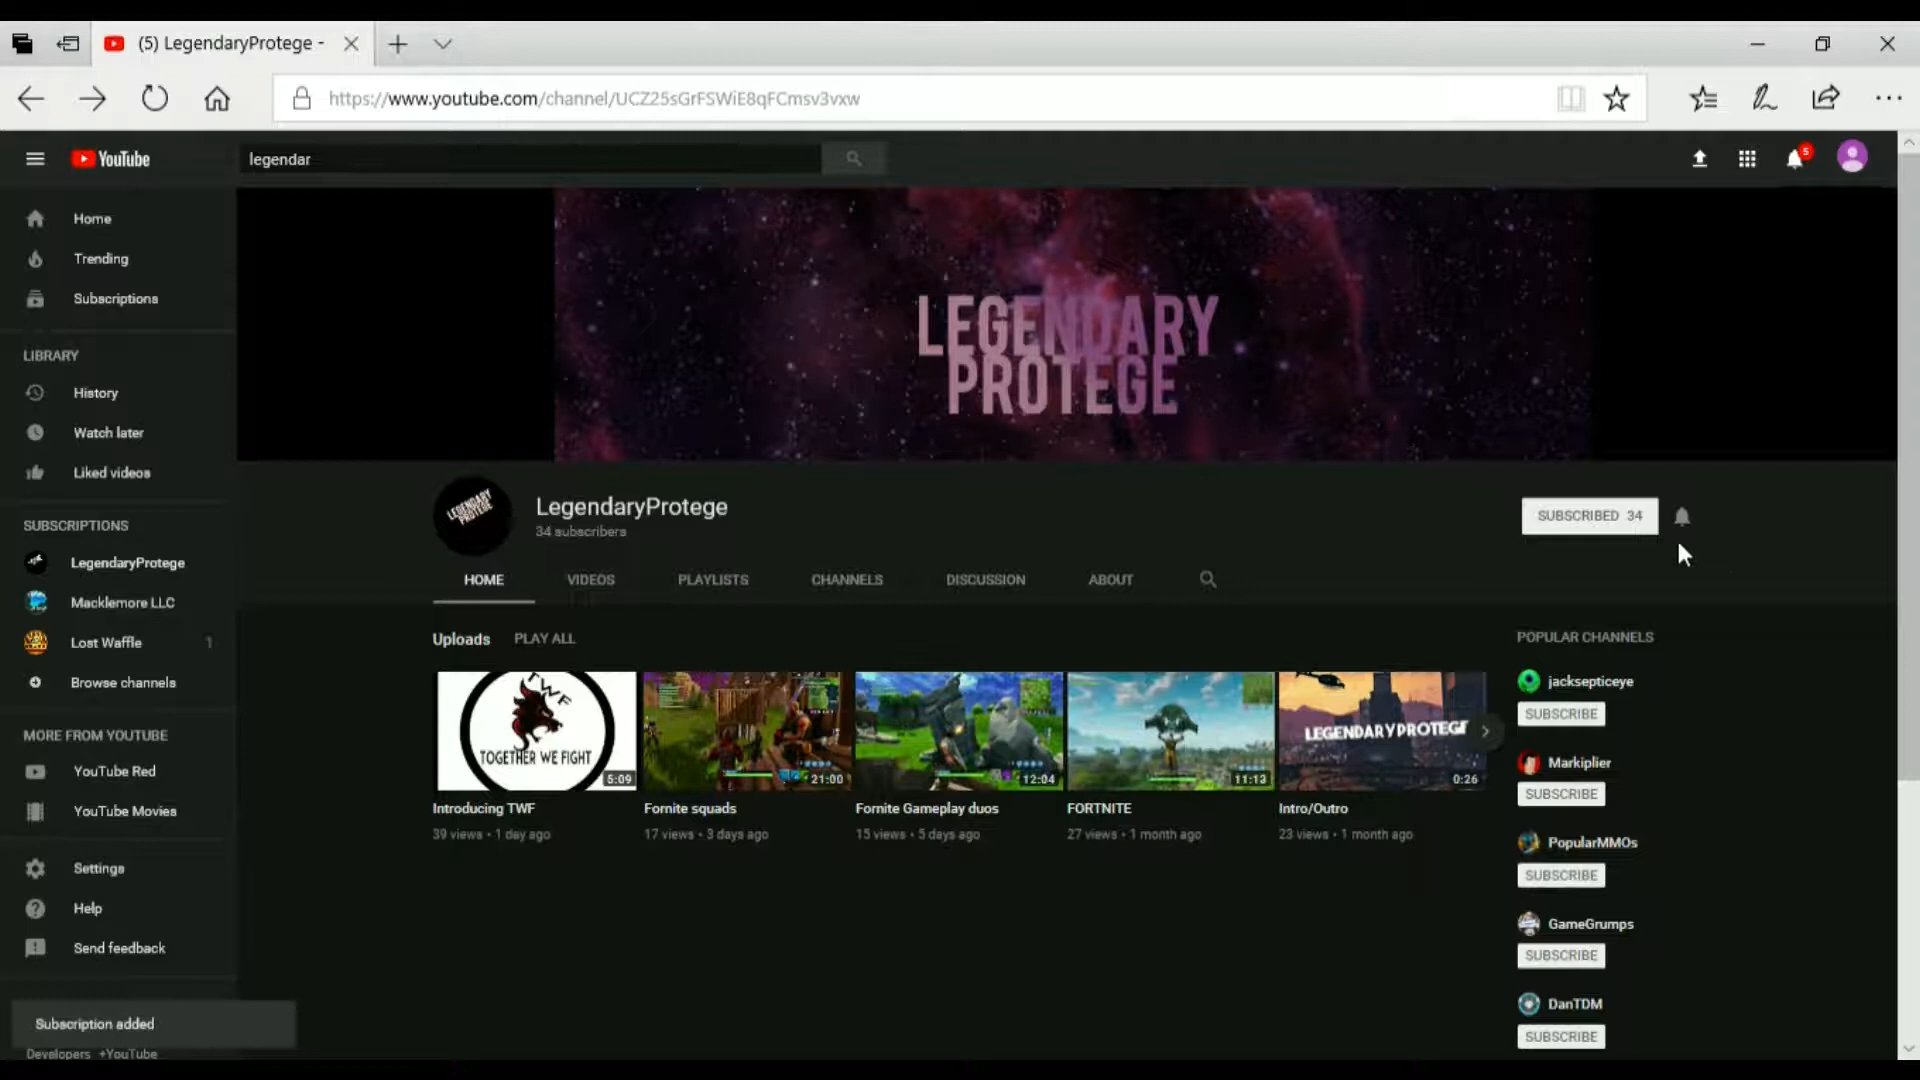 (5) LegendaryProtege -
https://www.youtube.com/channel/UCZ25sGrFSWiE8qFCmsv3vxw
YouTube
legendar
5
Home
Trending
Subscriptions
LIBRARY
History
Watch later
Liked videos
SUBSCRIPTIONS
LegendaryProtege
Macklemore LLC
Lost Waffle 1
Browse channels
MORE FROM YOUTUBE
YouTube Red
YouTube Movies
Settings
Help
Send feedback
Subscription added
Developers +YouTube
LEGENDARY
PROTEGE
LEGENDARY
PROTEGE
LegendaryProtege
34 subscribers
SUBSCRIBED 34
HOME VIDEOS PLAYLISTS CHANNELS DISCUSSION ABOUT
Uploads PLAY ALL
TWF
TOGETHER WE FIGHT
5:09
Introducing TWF
39 views • 1 day ago
21:00
Fornite squads
17 views • 3 days ago
12:04
Fornite Gameplay duos
15 views • 5 days ago
11:13
FORTNITE
27 views • 1 month ago
LEGENDARYPROTEGE
0:26
Intro/Outro
23 views • 1 month ago
POPULAR CHANNELS
jacksepticeye
SUBSCRIBE
Markiplier
SUBSCRIBE
PopularMMOs
SUBSCRIBE
GameGrumps
SUBSCRIBE
DanTDM
SUBSCRIBE